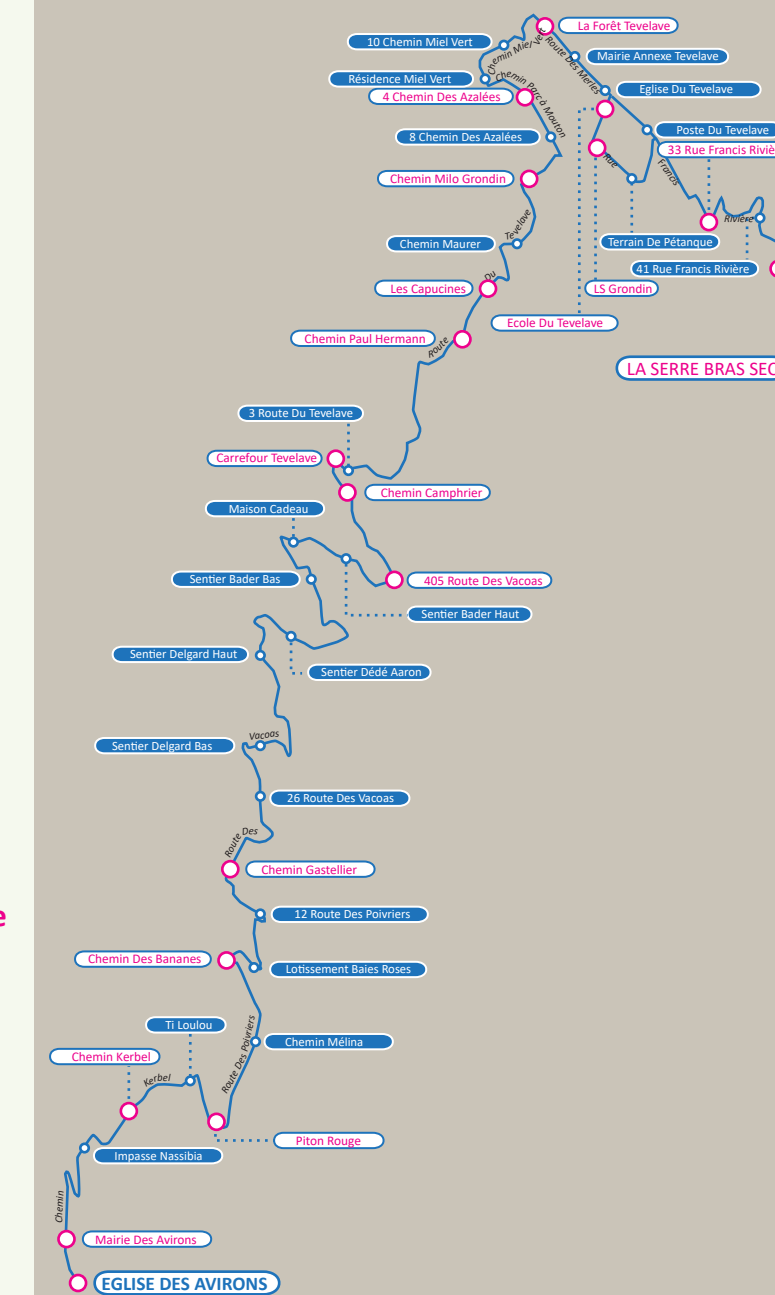 La Forêt Tevelave
10 Chemin Miel Vert
Chemin Miel Vert
Route Des Merles
Mairie Annexe Tevelave
Résidence Miel Vert
Chemin Parc à Mouton
4 Chemin Des Azalées
Eglise Du Tevelave
8 Chemin Des Azalées
Poste Du Tevelave
33 Rue Francis Riviè
Rue
Francis
Rivière
Chemin Milo Grondin
Tevelave
Chemin Maurer
Terrain De Pétanque
41 Rue Francis Rivière
Du
Les Capucines
LS Grondin
Ecole Du Tevelave
Chemin Paul Hermann
Route
LA SERRE BRAS SEC
3 Route Du Tevelave
Carrefour Tevelave
Chemin Camphrier
Maison Cadeau
Sentier Bader Bas
405 Route Des Vacoas
Sentier Bader Haut
Sentier Delgard Haut
Sentier Dédé Aaron
Vacoas
Sentier Delgard Bas
26 Route Des Vacoas
Route Des
Chemin Gastellier
12 Route Des Poivriers
e
Chemin Des Bananes
Lotissement Baies Roses
Ti Loulou
Route Des Poivriers
Chemin Mélina
Chemin Kerbel
Kerbel
Piton Rouge
Impasse Nassibia
Chemin
Mairie Des Avirons
EGLISE DES AVIRONS